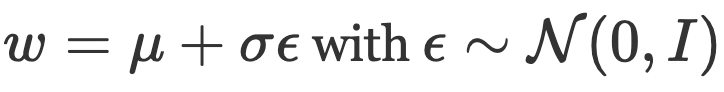 w = μ + σϵ with ϵ ∼ 𝒩(0, I)